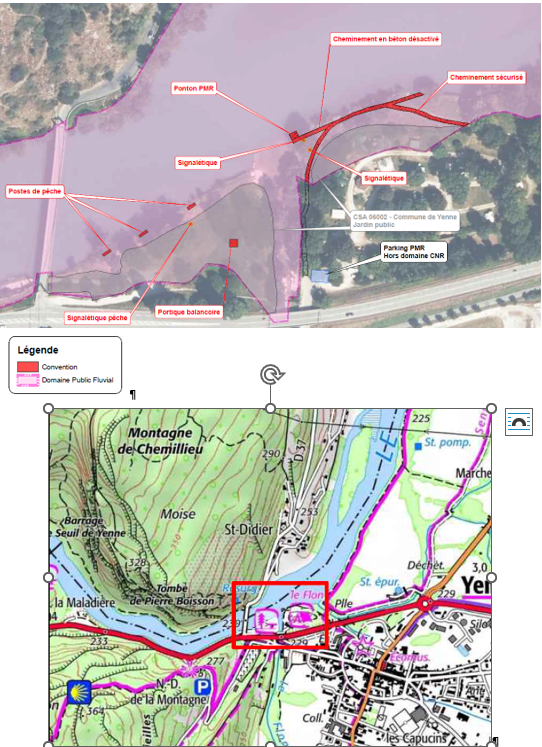 Cheminement en béton désactivé
Cheminement sécurisé
Ponton PMR
Signalétique
Signalétique
Postes de pêche
CSA 06002 - Commune de Yenne
Jardin public
Parking PMR
Hors domaine CNR
Signalétique pêche
Portique balancoire
Légende
Convention
Domaine Public Fluvial
¶
Montagne
de Chemillieu
290
D.37
225
St. pomp.
Marche
Moise
350
253
St-Didier
Barrage
Seuil de Yenne
328
Déchet.
3,0
Tombe
de Pierre Boisson
St. épur.
229
Yen
la Maladière
le Flon
Plle
Silo
233
229
277
N.-D.
de la Montagne
P
364
Coll.
les Capucins
¶